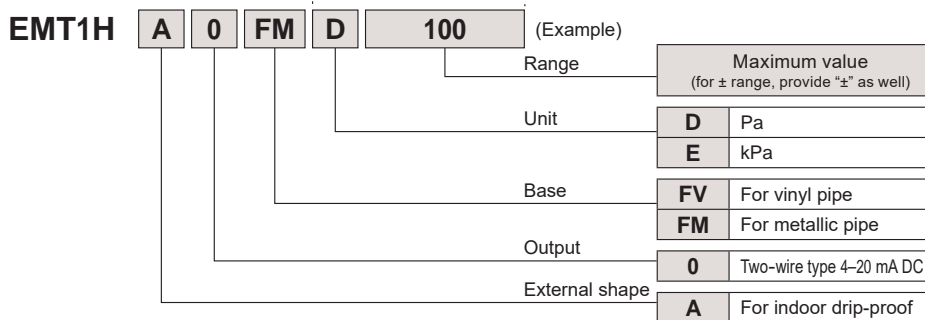 EMT1H A 0 FM D 100 (Example)
Range
Maximum value
(for ± range, provide “±” as well)
Unit
D Pa
E kPa
Base
FV For vinyl pipe
FM For metallic pipe
Output
0 Two-wire type 4–20 mA DC
External shape
A For indoor drip-proof